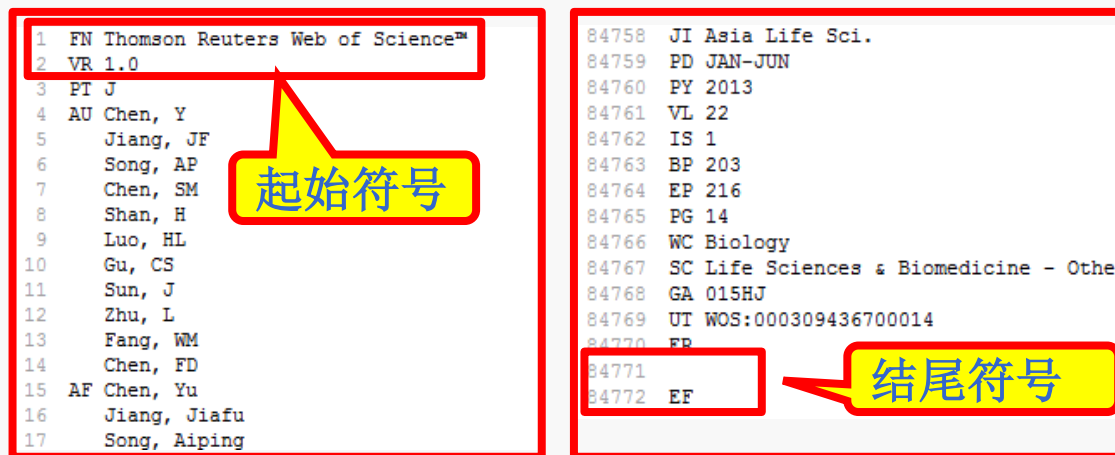 1 FN Thomson Reuters Web of Science™
2 VR 1.0
3 PT J
4 AU Chen, Y
5 Jiang, JF
6 Song, AP
7 Chen, SM
8 Shan, H
9 Luo, HL
10 Gu, CS
11 Sun, J
12 Zhu, L
13 Fang, WM
14 Chen, FD
15 AF Chen, Yu
16 Jiang, Jiafu
17 Song, Aiping
起始符号
84758 JI Asia Life Sci.
84759 PD JAN-JUN
84760 PY 2013
84761 VL 22
84762 IS 1
84763 BP 203
84764 EP 216
84765 PG 14
84766 WC Biology
84767 SC Life Sciences & Biomedicine - Othe
84768 GA 015HJ
84769 UT WOS:000309436700014
84770 ER
84771
84772 EF
结尾符号